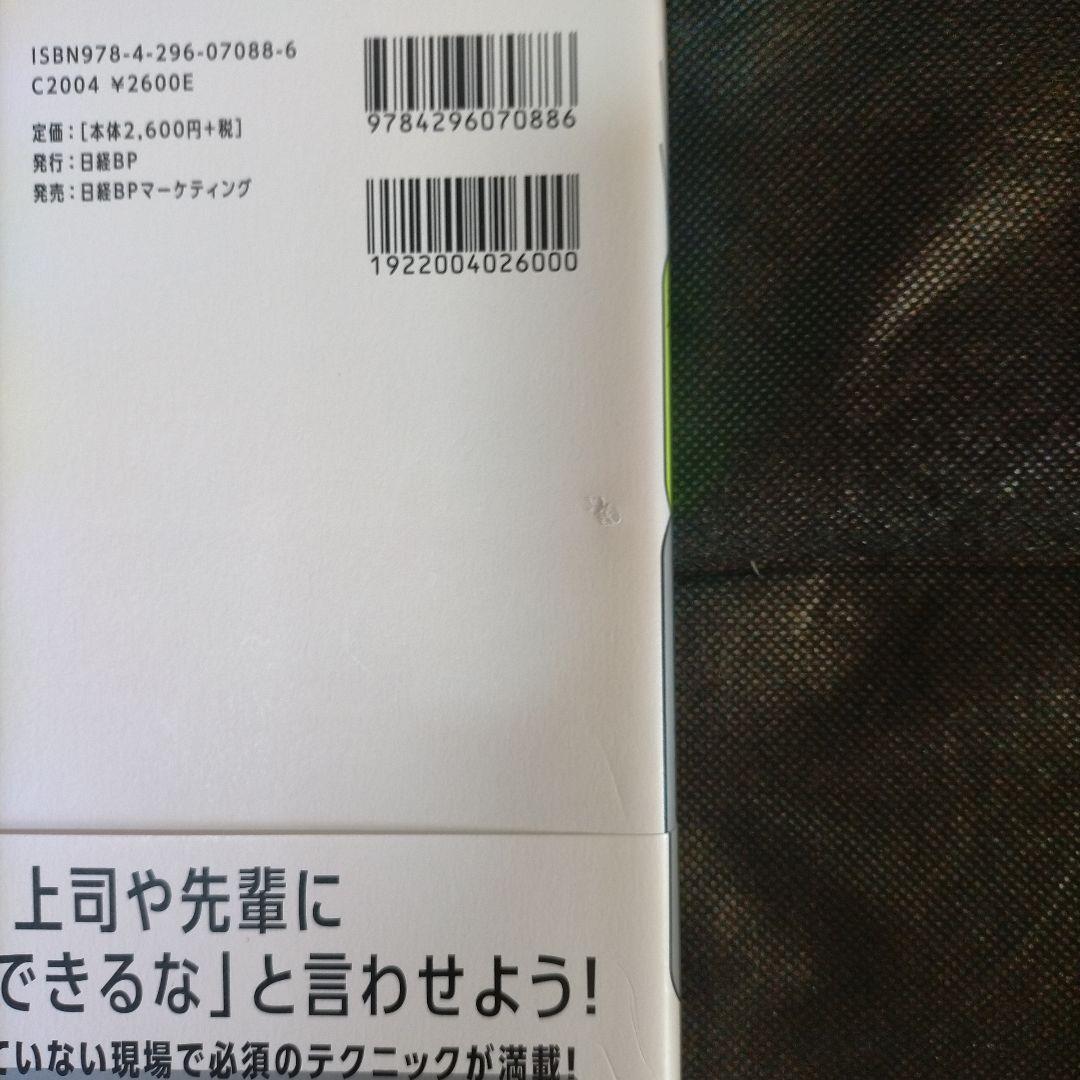 ISBN978-4-296-07088-6
C2004 ¥2600E
定価：[本体2,600円+税]
発行：日経BP
発売：日経BPマーケティング
9784296070886
1922004026000
上司や先輩に
できるな」と言わせよう!
ていない現場で必須のテクニックが満載!